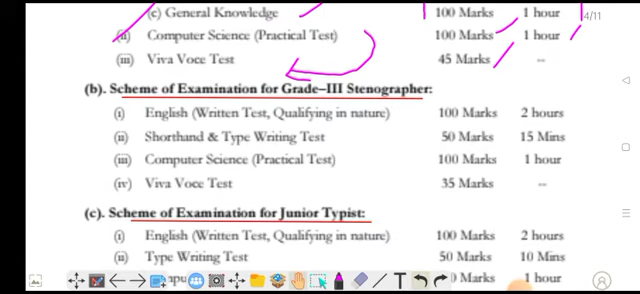 (c) General Knowledge 100 Marks 1 hour 4/11
(ii) Computer Science (Practical Test) 100 Marks 1 hour
(iii) Viva Voce Test 45 Marks --
(b). Scheme of Examination for Grade-III Stenographer:
(i) English (Written Test, Qualifying in nature) 100 Marks 2 hours
(ii) Shorthand & Type Writing Test 50 Marks 15 Mins
(iii) Computer Science (Practical Test) 100 Marks 1 hour
(iv) Viva Voce Test 35 Marks --
(c). Scheme of Examination for Junior Typist:
(i) English (Written Test, Qualifying in nature) 100 Marks 2 hours
(ii) Type Writing Test 50 Marks 10 Mins
Marks 1 hour